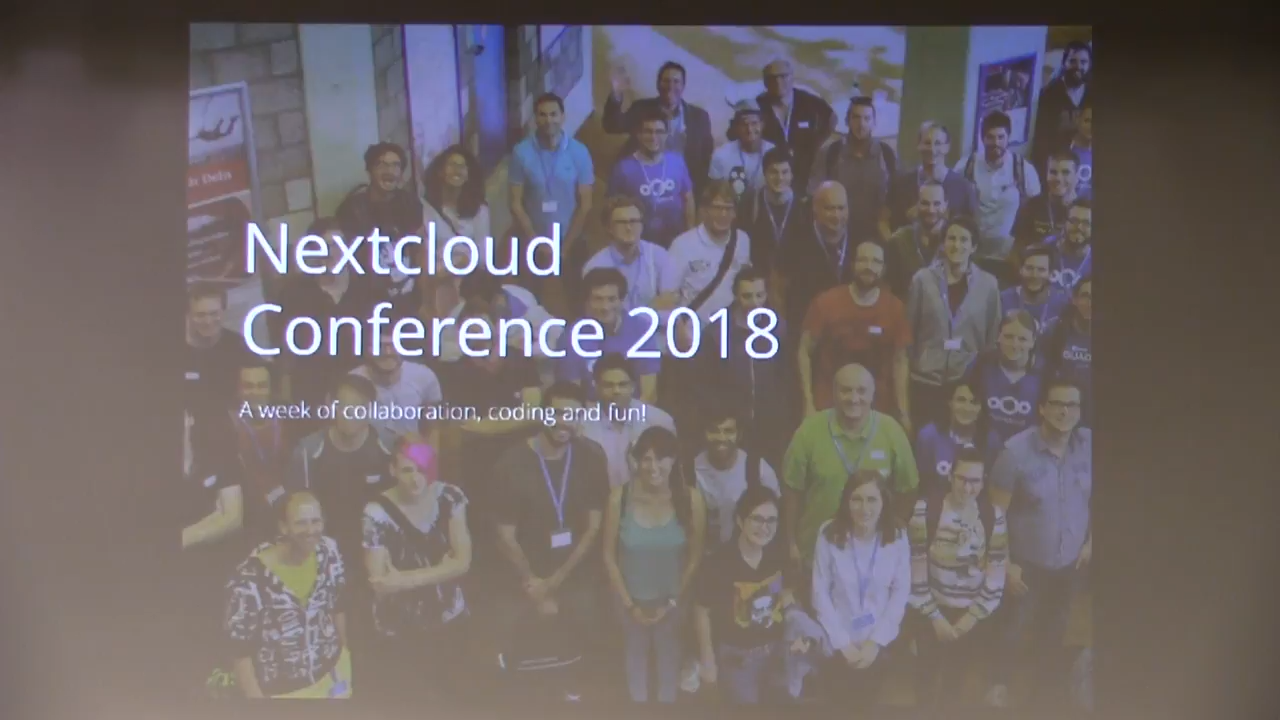 Nextcloud
Conference 2018
A week of collaboration, coding and fun!